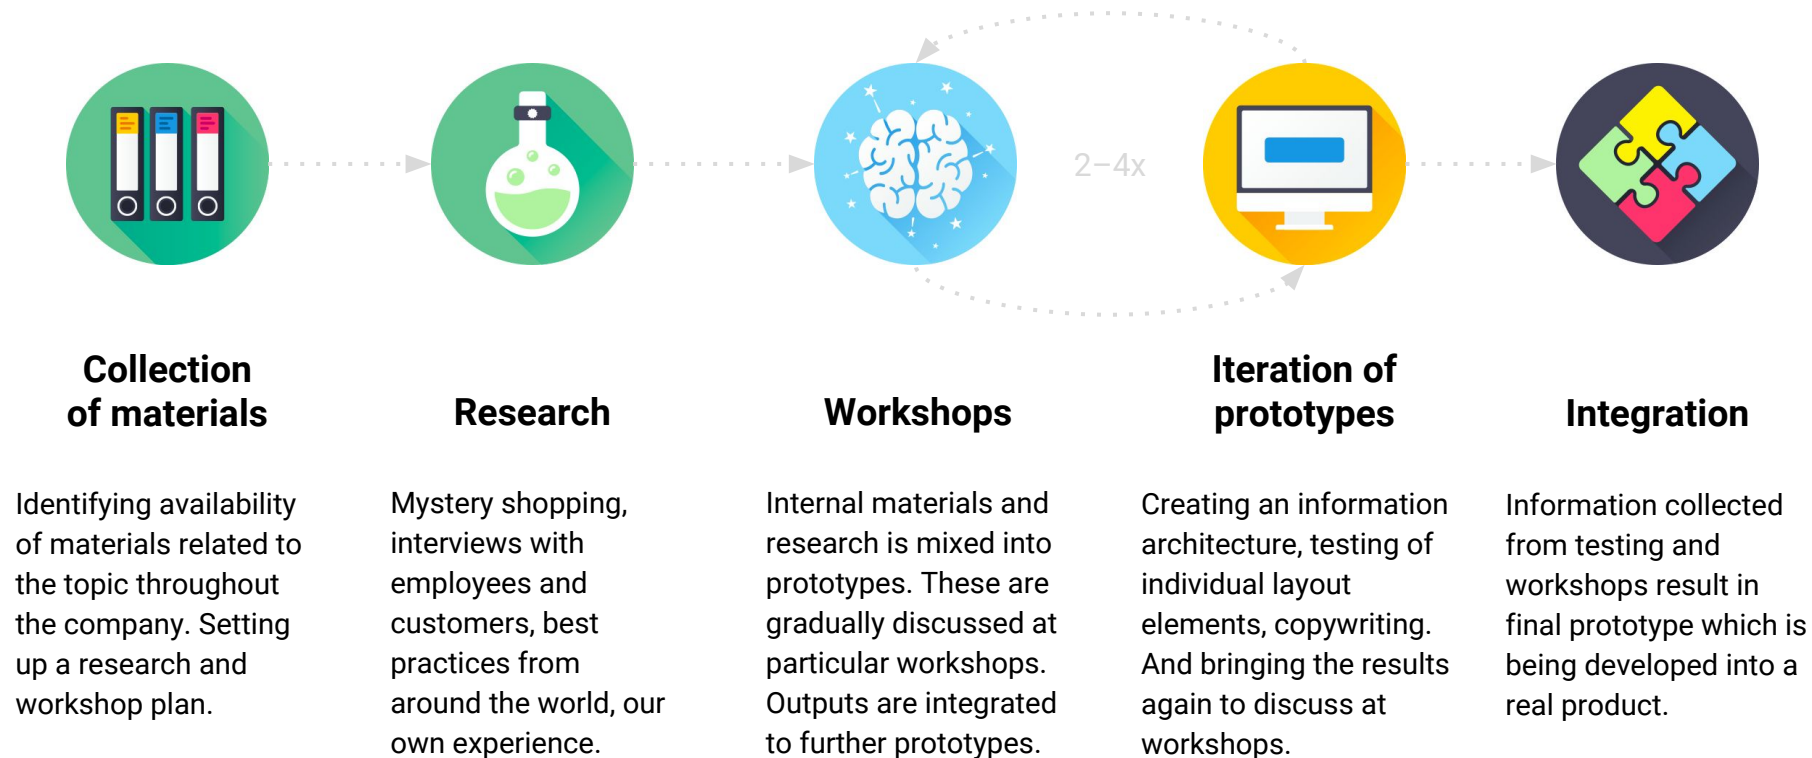 2–4x
Collection
of materials
Identifying availability
of materials related to
the topic throughout
the company. Setting
up a research and
workshop plan.
Research
Mystery shopping,
interviews with
employees and
customers, best
practices from
around the world, our
own experience.
Workshops
Internal materials and
research is mixed into
prototypes. These are
gradually discussed at
particular workshops.
Outputs are integrated
to further prototypes.
Iteration of
prototypes
Creating an information
architecture, testing of
individual layout
elements, copywriting.
And bringing the results
again to discuss at
workshops.
Integration
Information collected
from testing and
workshops result in
final prototype which is
being developed into a
real product.